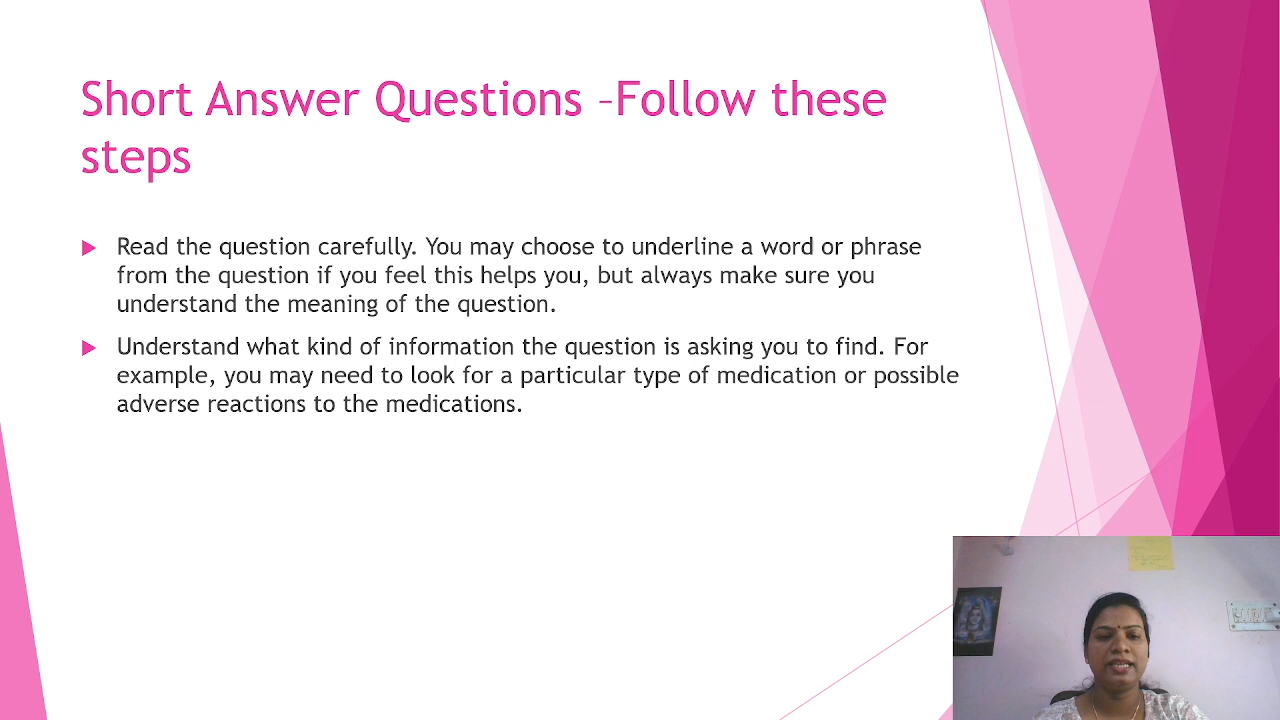 Short Answer Questions –Follow these
steps
Read the question carefully. You may choose to underline a word or phrase
from the question if you feel this helps you, but always make sure you
understand the meaning of the question.
Understand what kind of information the question is asking you to find. For
example, you may need to look for a particular type of medication or possible
adverse reactions to the medications.